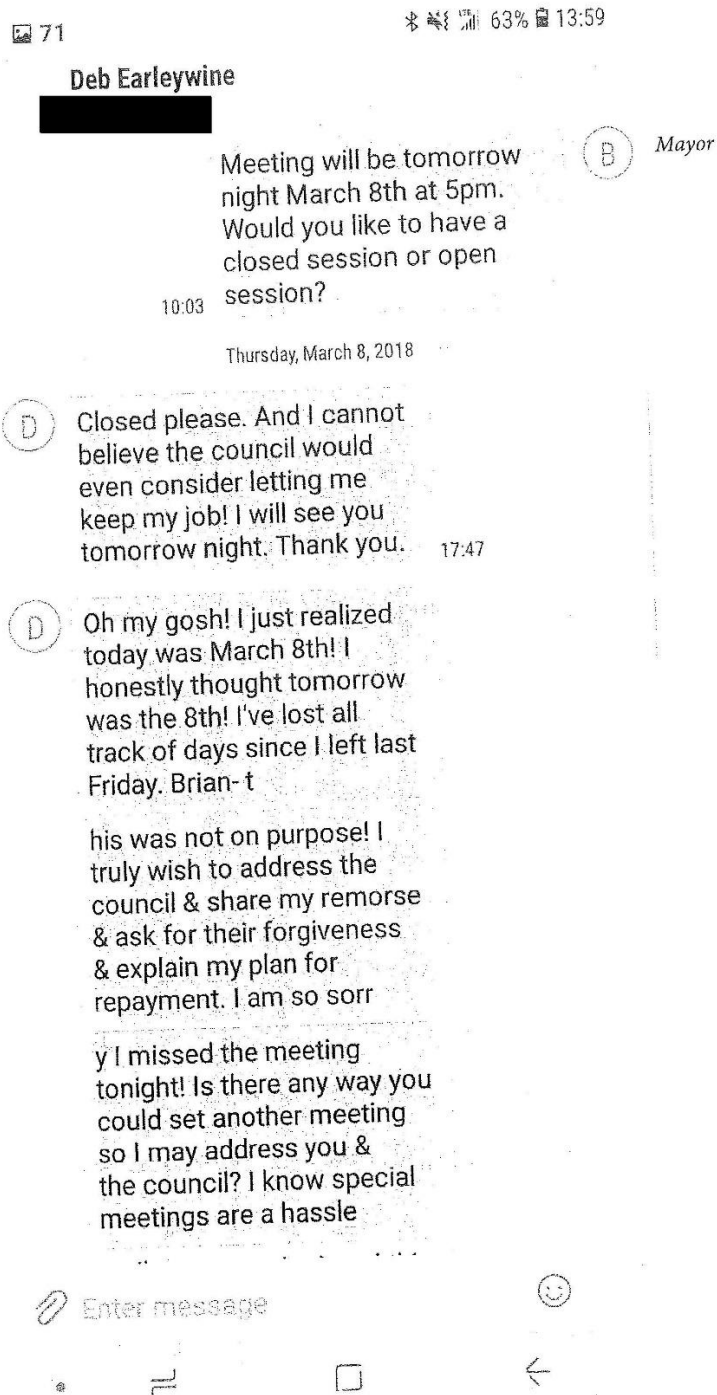 71
63% 13:59
Deb Earleywine
Meeting will be tomorrow
B
Mayor
night March 8th at 5pm.
Would you like to have a
closed session or open
10:03 session?
Thursday, March 8, 2018
D
Closed please. And I cannot
believe the council would
even consider letting me
keep my job! I will see you
tomorrow night. Thank you. 17:47
D
Oh my gosh! I just realized
today was March 8th! I
honestly thought tomorrow
was the 8th! I've lost all
track of days since I left last
Friday. Brian- t
his was not on purpose! I
truly wish to address the
council & share my remorse
& ask for their forgiveness
& explain my plan for
repayment. I am so sorr
y I missed the meeting
tonight! Is there any way you
could set another meeting
so I may address you &
the council? I know special
meetings are a hassle
Enter message